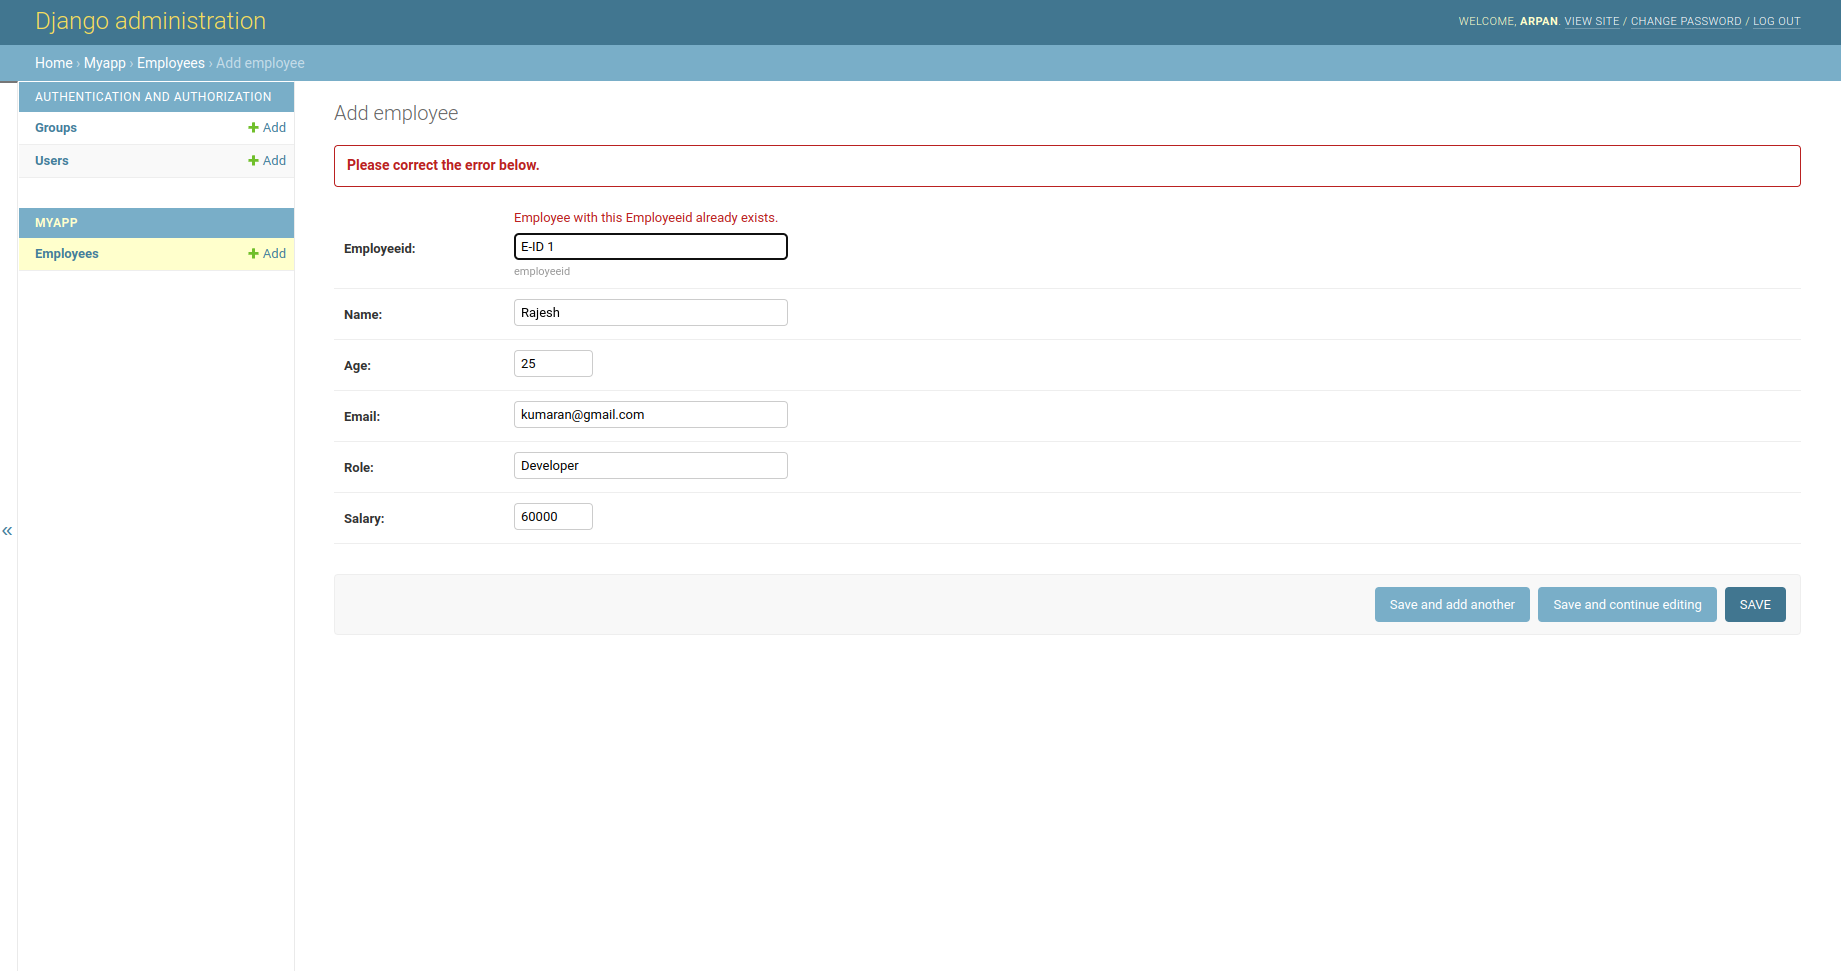 Django administration
WELCOME, ARPAN. VIEW SITE / CHANGE PASSWORD / LOG OUT
Home › Myapp › Employees › Add employee
AUTHENTICATION AND AUTHORIZATION
Groups + Add
Users + Add
MYAPP
Employees + Add
«
Add employee
Please correct the error below.
Employee with this Employeeid already exists.
Employeeid: E-ID 1
employeeid
Name: Rajesh
Age: 25
Email: kumaran@gmail.com
Role: Developer
Salary: 60000
Save and add another Save and continue editing SAVE